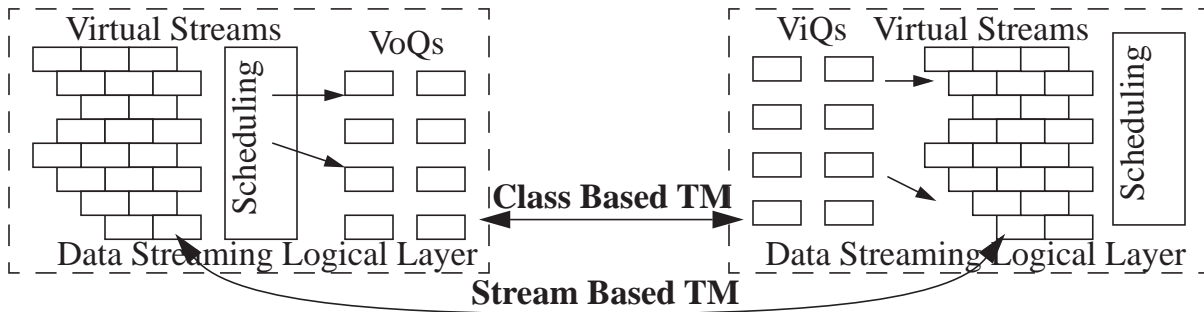 Virtual Streams
VoQs
Scheduling
Data Streaming Logical Layer
Class Based TM
Stream Based TM
ViQs
Virtual Streams
Scheduling
Data Streaming Logical Layer